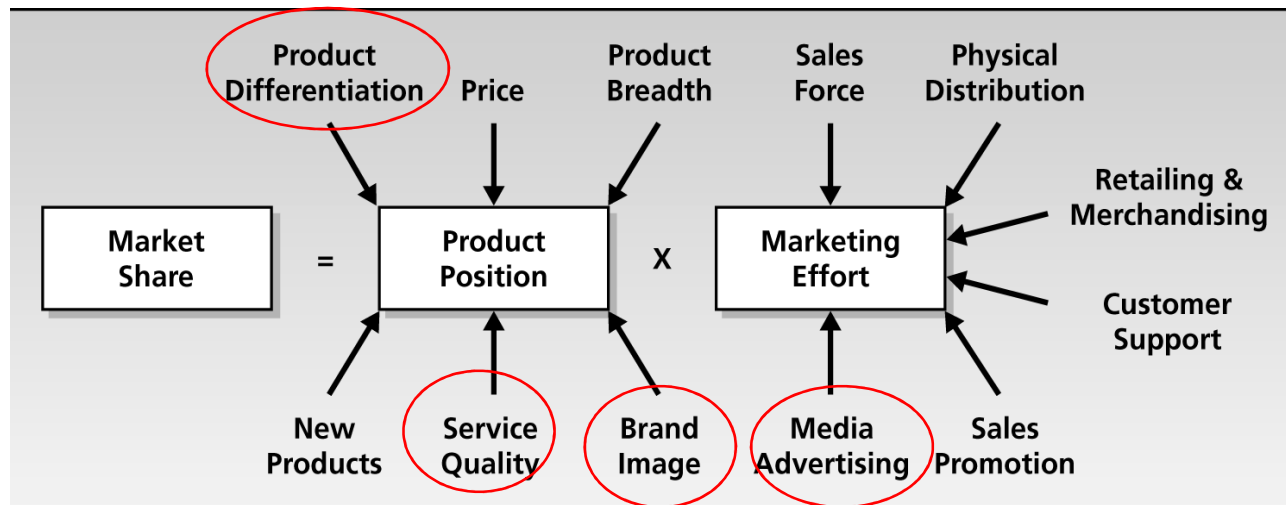 Product
Differentiation
Price
Product
Breadth
Sales
Force
Physical
Distribution
Retailing &
Merchandising
Market
Share
=
Product
Position
X
Marketing
Effort
Customer
Support
New
Products
Service
Quality
Brand
Image
Media
Advertising
Sales
Promotion